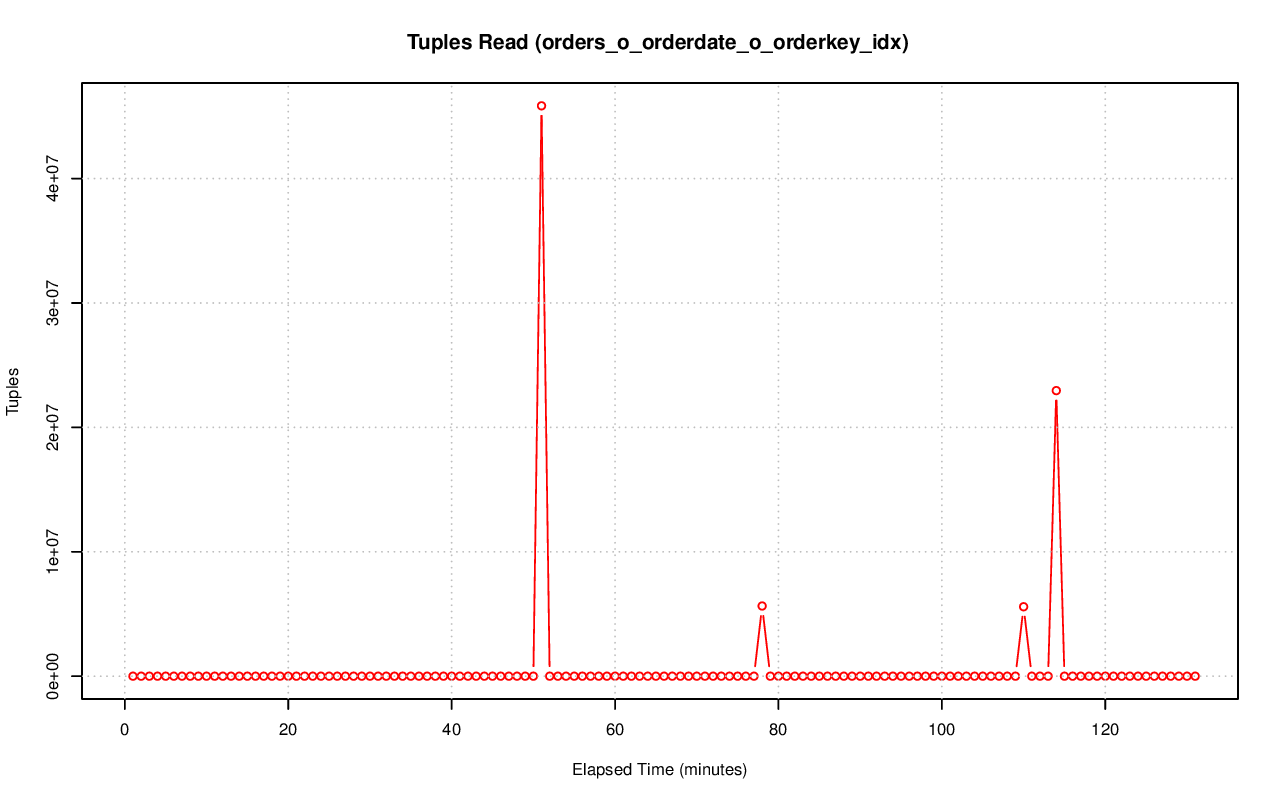 Tuples Read (orders_o_orderdate_o_orderkey_idx)
Tuples
4e+07
3e+07
2e+07
1e+07
0e+00
0 20 40 60 80 100 120
Elapsed Time (minutes)